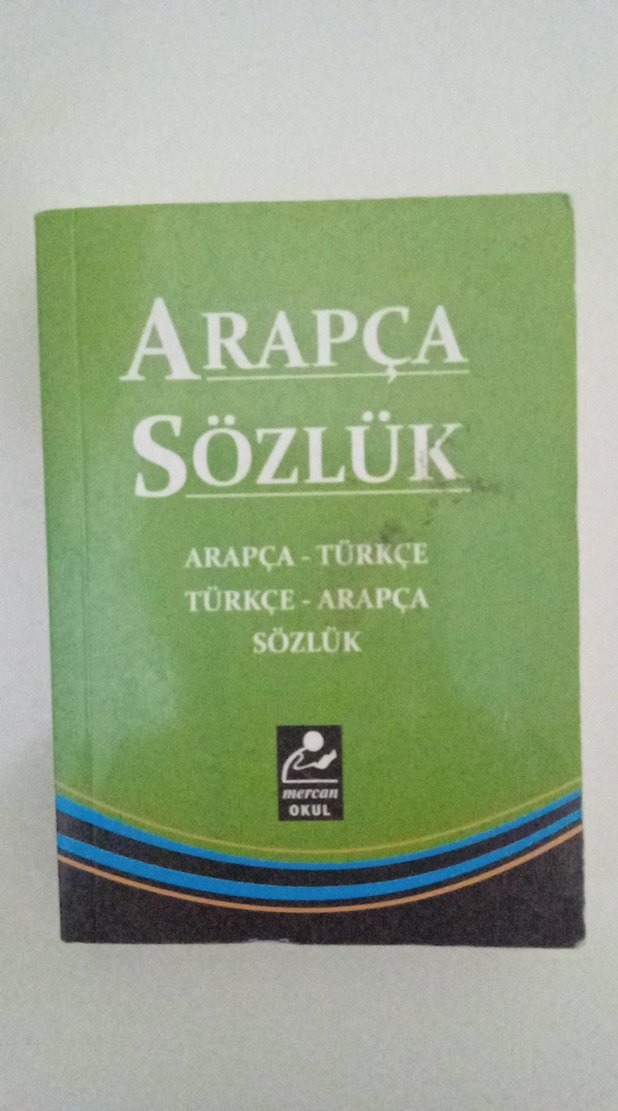 ARAPÇA
SÖZLÜK
ARAPÇA - TÜRKÇE
TÜRKÇE - ARAPÇA
SÖZLÜK
mercan
OKUL